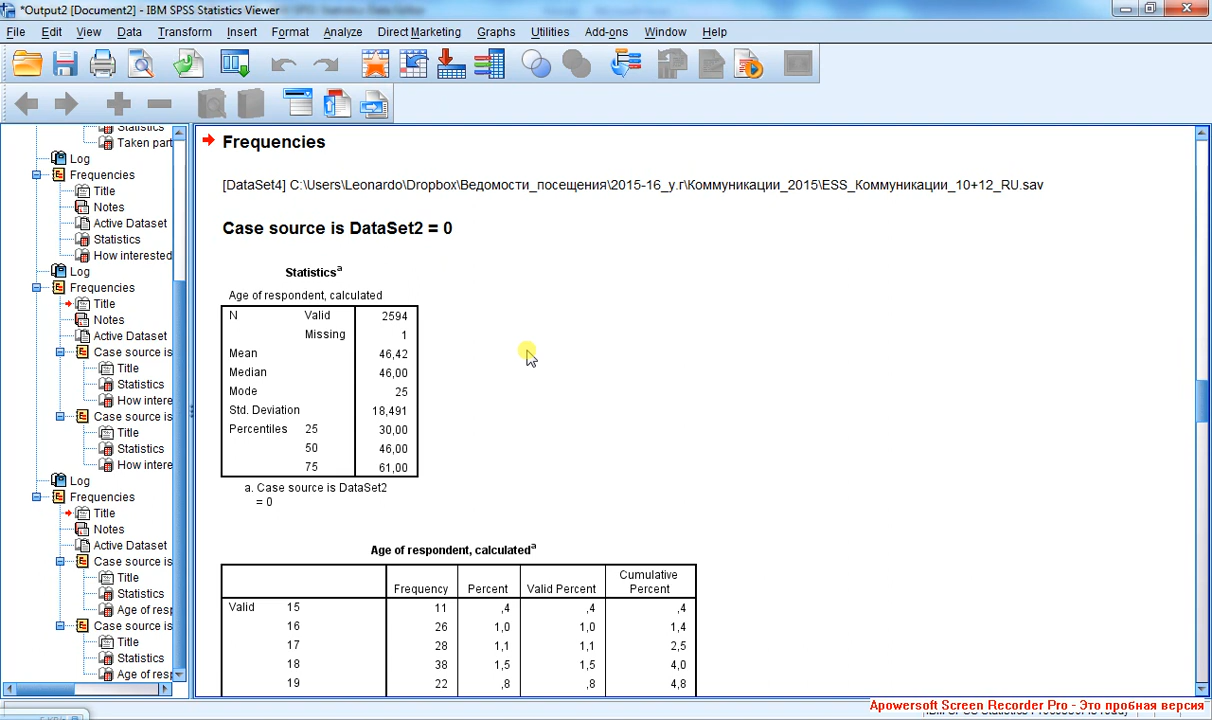 *Output2 [Document2] - IBM SPSS Statistics Viewer
File Edit View Data Transform Insert Format Analyze Direct Marketing Graphs Utilities Add-ons Window Help
Statistics
Taken part
Log
Frequencies
Title
Notes
Active Dataset
Statistics
How interested
Log
Frequencies
Title
Notes
Active Dataset
Case source is
Title
Statistics
How intere
Case source is
Title
Statistics
How intere
Log
Frequencies
Title
Notes
Active Dataset
Case source is
Title
Statistics
Age of resp
Case source is
Title
Statistics
Age of resp
Frequencies
[DataSet4] C:\Users\Leonardo\Dropbox\Ведомости_посещения\2015-16_у.г\Коммуникации_2015\ESS_Коммуникации_10+12_RU.sav
Case source is DataSet2 = 0
Statistics a
Age of respondent, calculated
N Valid 2594
Missing 1
Mean 46,42
Median 46,00
Mode 25
Std. Deviation 18,491
Percentiles 25 30,00
50 46,00
75 61,00
a. Case source is DataSet2
= 0
Age of respondent, calculated a
Frequency Percent Valid Percent Cumulative Percent
Valid 15 11 ,4 ,4 ,4
16 26 1,0 1,0 1,4
17 28 1,1 1,1 2,5
18 38 1,5 1,5 4,0
19 22 ,8 ,8 4,8
Apowersoft Screen Recorder Pro - Это пробная версия